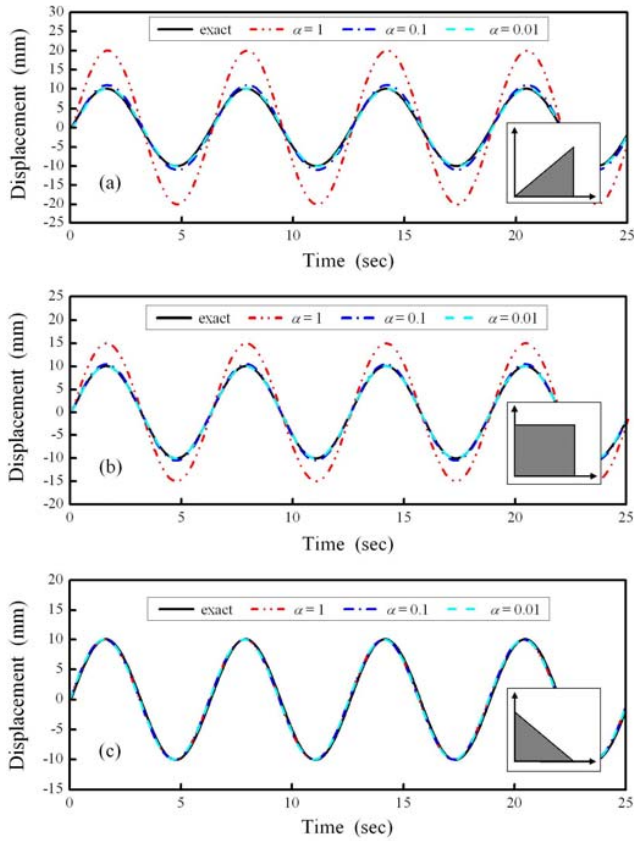 30
25
20
15
10
5
0
-5
-10
-15
-20
-25
Displacement (mm)
exact α = 1 α = 0.1 α = 0.01
(a)
0 5 10 15 20 25
Time (sec)
25
20
15
10
5
0
-5
-10
-15
-20
Displacement (mm)
exact α = 1 α = 0.1 α = 0.01
(b)
0 5 10 15 20 25
Time (sec)
20
15
10
5
0
-5
-10
-15
Displacement (mm)
exact α = 1 α = 0.1 α = 0.01
(c)
0 5 10 15 20 25
Time (sec)